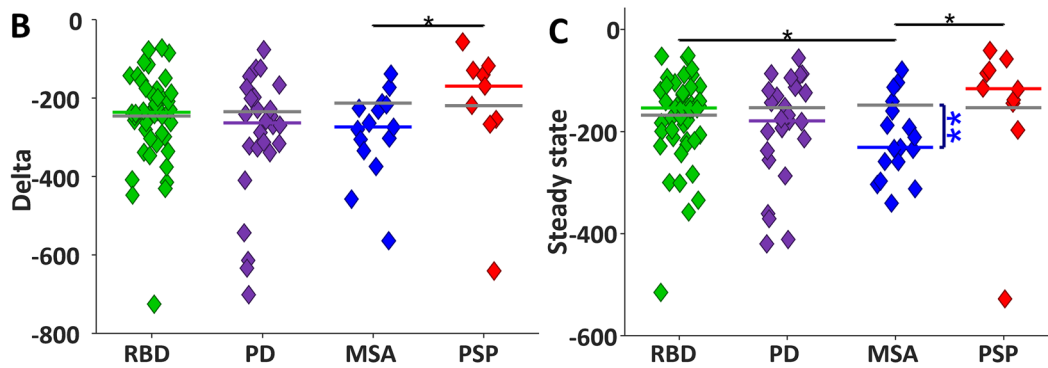 B
*
Delta
0
-200
-400
-600
-800
RBD PD MSA PSP
C
*
*
**
Steady state
0
-200
-400
-600
RBD PD MSA PSP